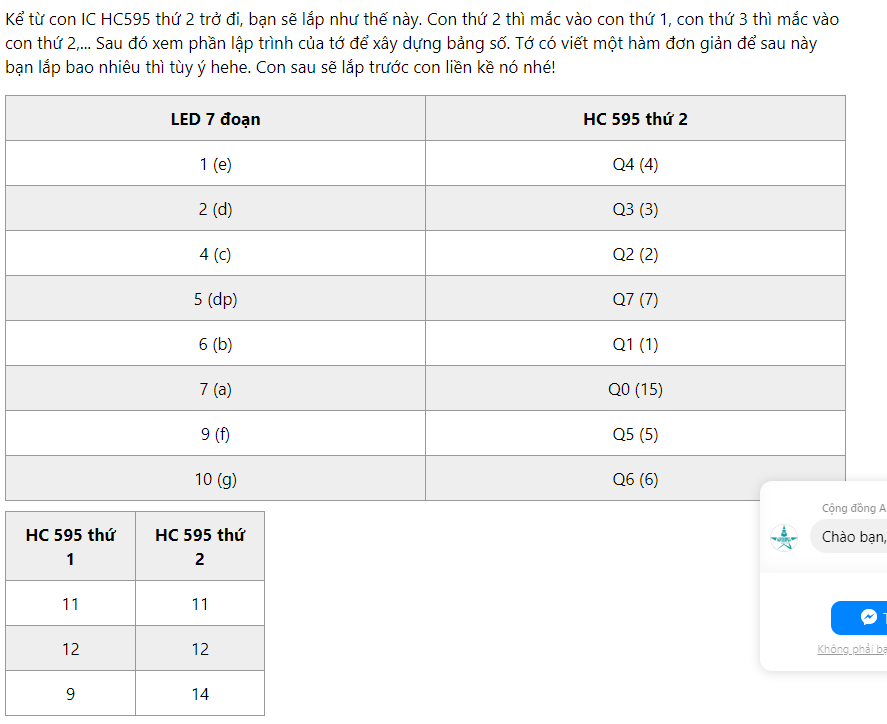 Kể từ con IC HC595 thứ 2 trở đi, bạn sẽ lắp như thế này. Con thứ 2 thì mắc vào con thứ 1, con thứ 3 thì mắc vào
con thứ 2,... Sau đó xem phần lập trình của tớ để xây dựng bảng số. Tớ có viết một hàm đơn giản để sau này
bạn lắp bao nhiêu thì tùy ý hehe. Con sau sẽ lắp trước con liền kề nó nhé!
LED 7 đoạn HC 595 thứ 2
1 (e) Q4 (4)
2 (d) Q3 (3)
4 (c) Q2 (2)
5 (dp) Q7 (7)
6 (b) Q1 (1)
7 (a) Q0 (15)
9 (f) Q5 (5)
10 (g) Q6 (6)
HC 595 thứ HC 595 thứ
1 2
11 11
12 12
9 14
Cộng đồng A
Chào bạn,
Không phải bạ